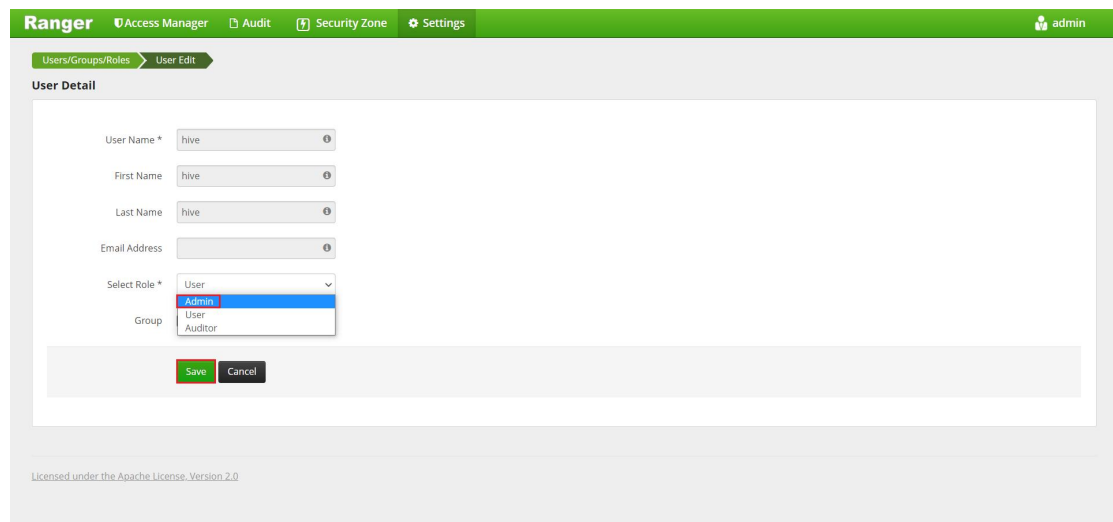 Ranger Access Manager Audit Security Zone Settings admin
Users/Groups/Roles User Edit
User Detail
User Name * hive
First Name hive
Last Name hive
Email Address
Select Role * User
Admin
User
Group
Auditor
Save Cancel
Licensed under the Apache License, Version 2.0